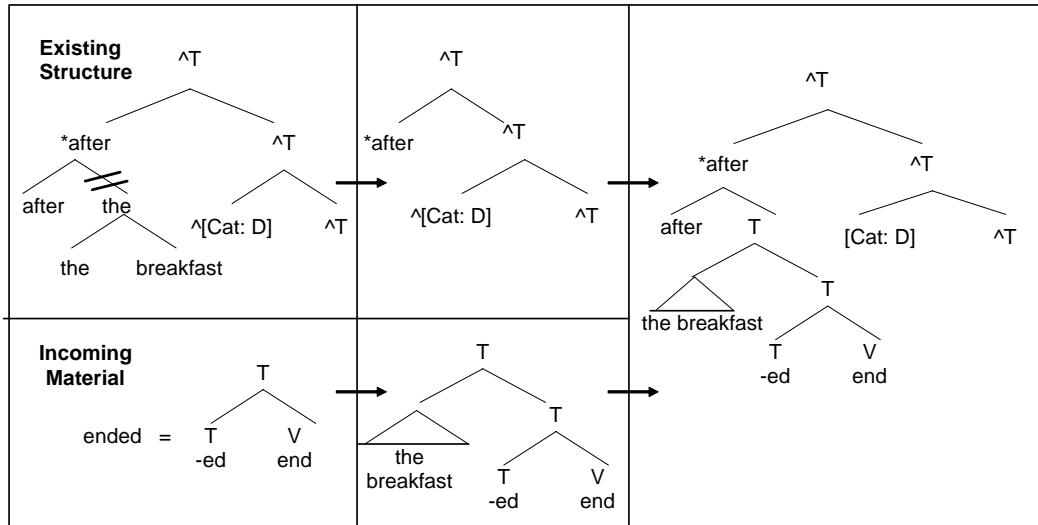 Existing
Structure
^T
*after
^T
after
the
^[Cat: D]
^T
the
breakfast
^T
*after
^T
^[Cat: D]
^T
^T
*after
^T
after
T
[Cat: D]
^T
the breakfast
T
T
V
-ed
end
Incoming
Material
T
ended =
T
V
-ed
end
T
T
the
breakfast
T
V
-ed
end